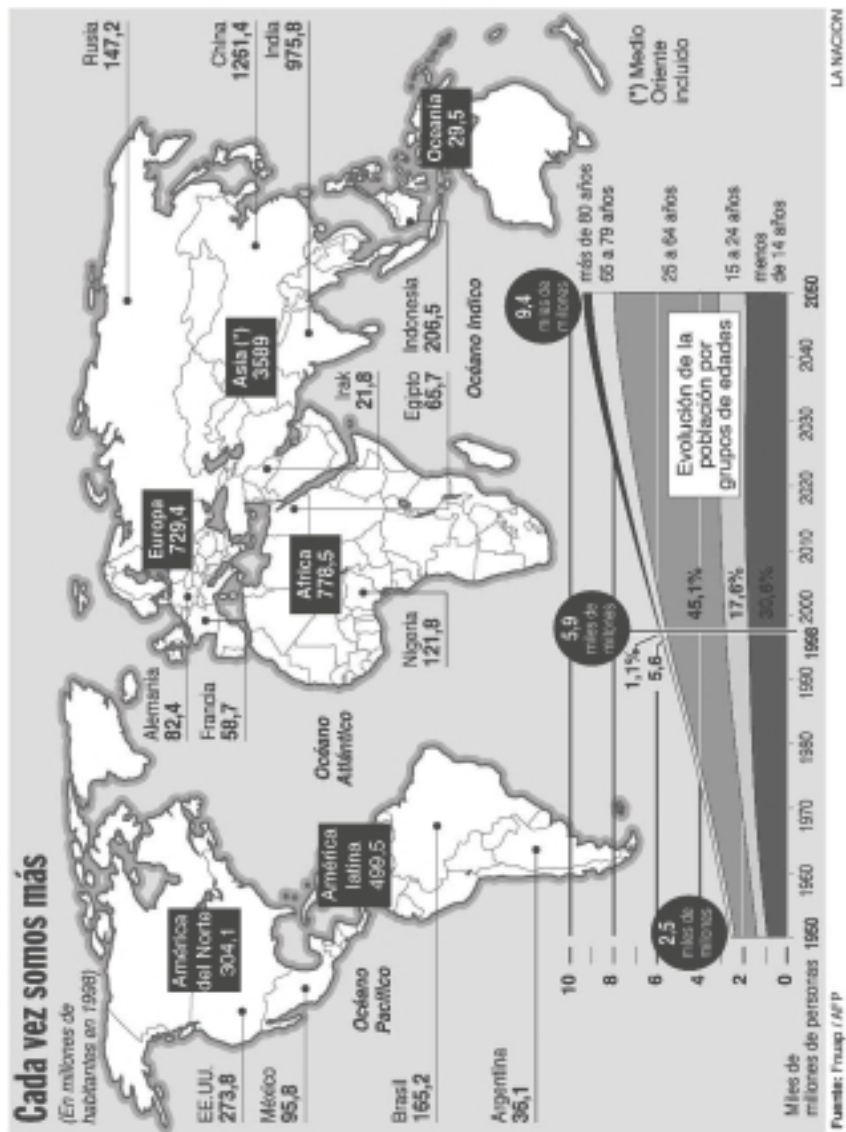 Cada vez somos más
(En millones de
habitantes en 1998)
EE.UU.
273,8
México
95,8
Brasil
165,2
Argentina
36,1
América
del Norte
304,1
América
latina
499,5
Océano
Pacífico
Océano
Atlántico
Alemania
82,4
Francia
58,7
Nigeria
121,8
Europa
729,4
Africa
778,5
Asia (*)
3589
Irak
21,8
Egipto
65,7
Indonesia
206,5
Océano Indico
Oceanía
29,5
Rusia
147,2
China
1261,4
India
975,8
(*) Medio
Oriente
incluido
10
8
6
4
2
0
Miles de
millones de personas
2,5
miles de
millones
5,9
miles de
millones
9,4
miles de
millones
1,1%
5,6
45,1%
17,6%
30,6%
Evolución de la
población por
grupos de edades
más de 80 años
65 a 79 años
25 a 64 años
15 a 24 años
menos
de 14 años
1950
1960
1970
1980
1990
1998
2000
2010
2020
2030
2040
2050
Fuente: Fnuap / AFP
LA NACION